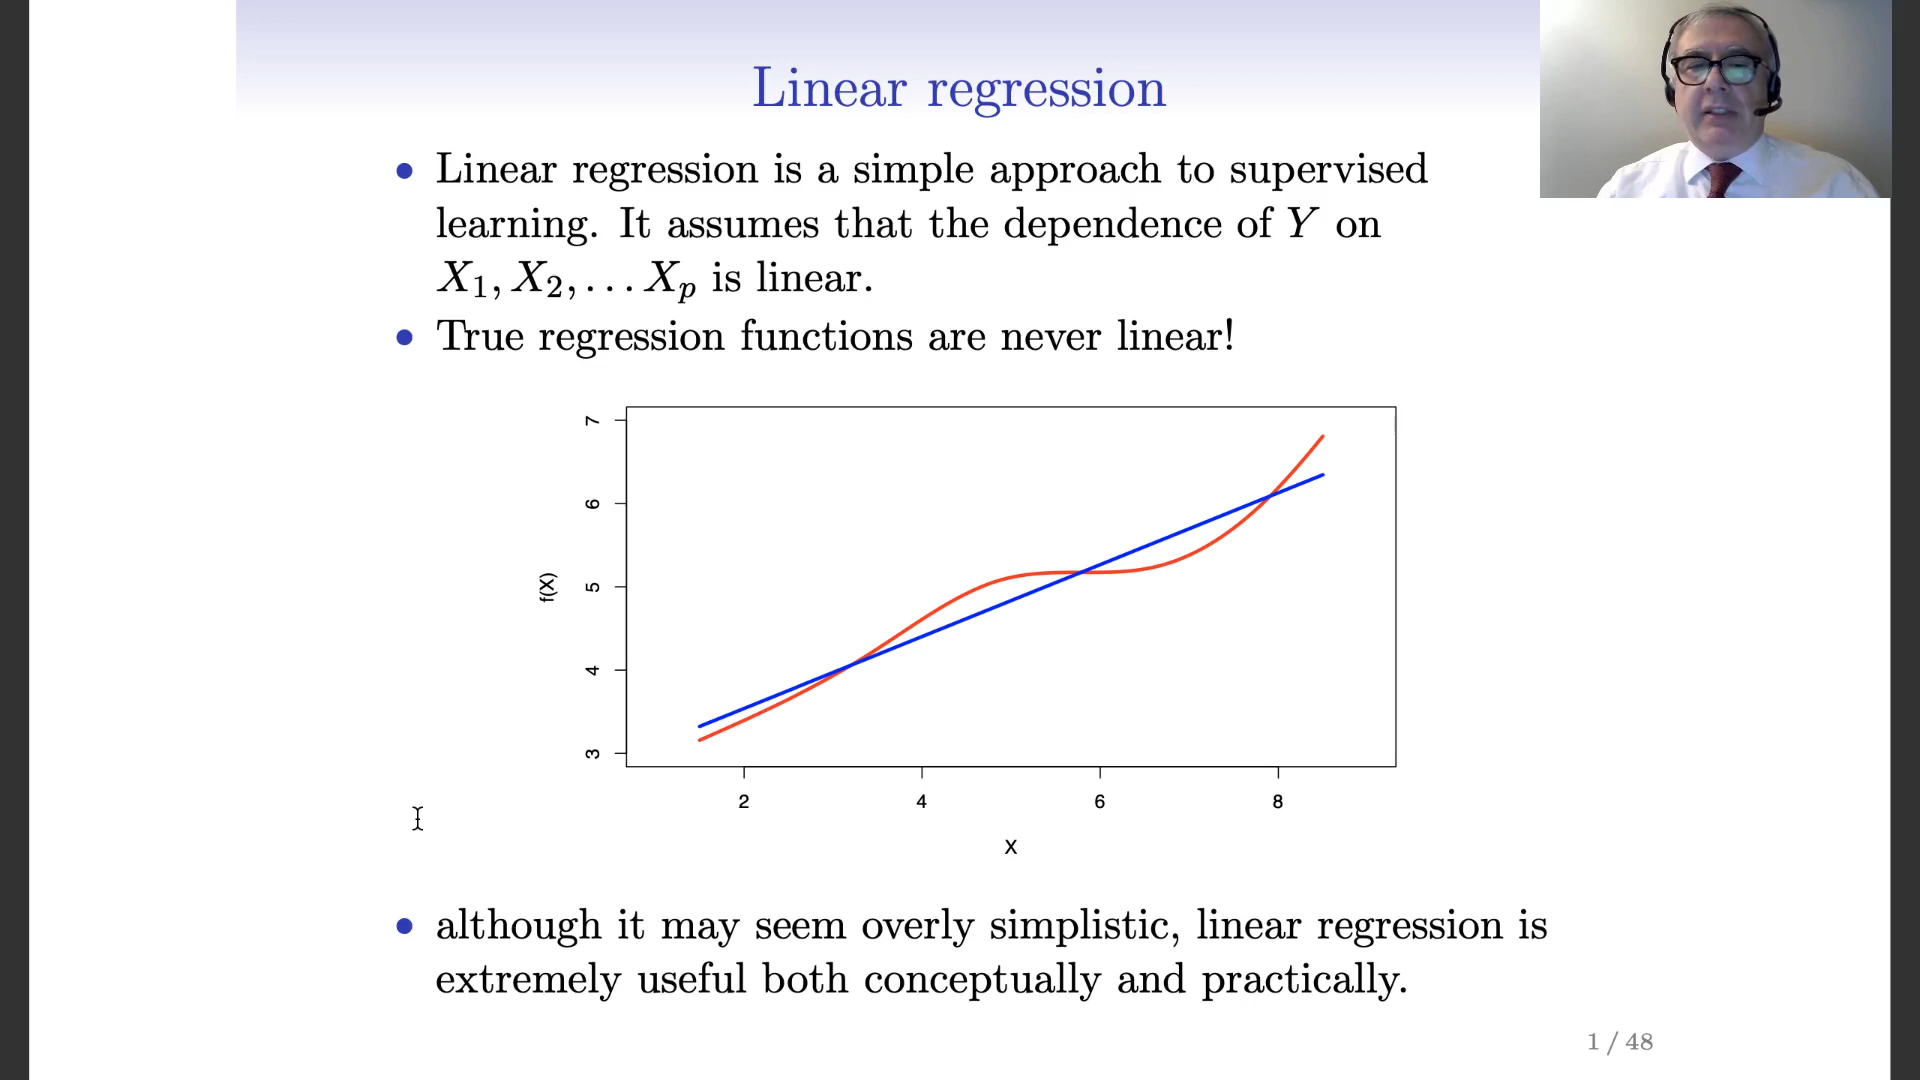 Linear regression
• Linear regression is a simple approach to supervised
learning. It assumes that the dependence of Y on
X₁, X₂, . . . Xₚ is linear.
• True regression functions are never linear!
7
6
5
4
3
f(X)
2 4 6 8
X
• although it may seem overly simplistic, linear regression is
extremely useful both conceptually and practically.
1 / 48